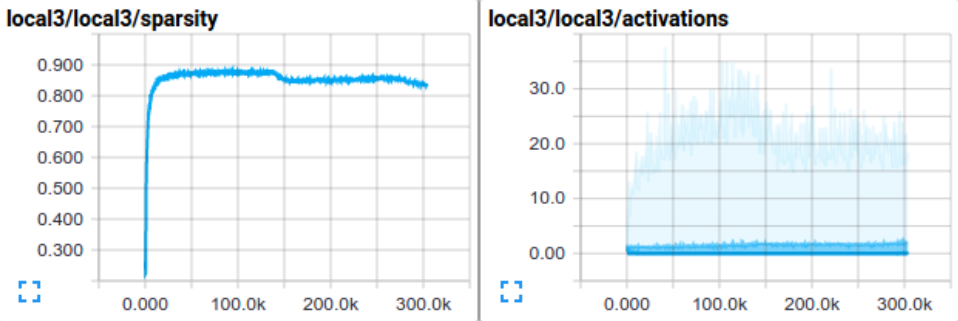 local3/local3/sparsity
0.900
0.800
0.700
0.600
0.500
0.400
0.300
0.000 100.0k 200.0k 300.0k
local3/local3/activations
30.0
20.0
10.0
0.00
0.000 100.0k 200.0k 300.0k